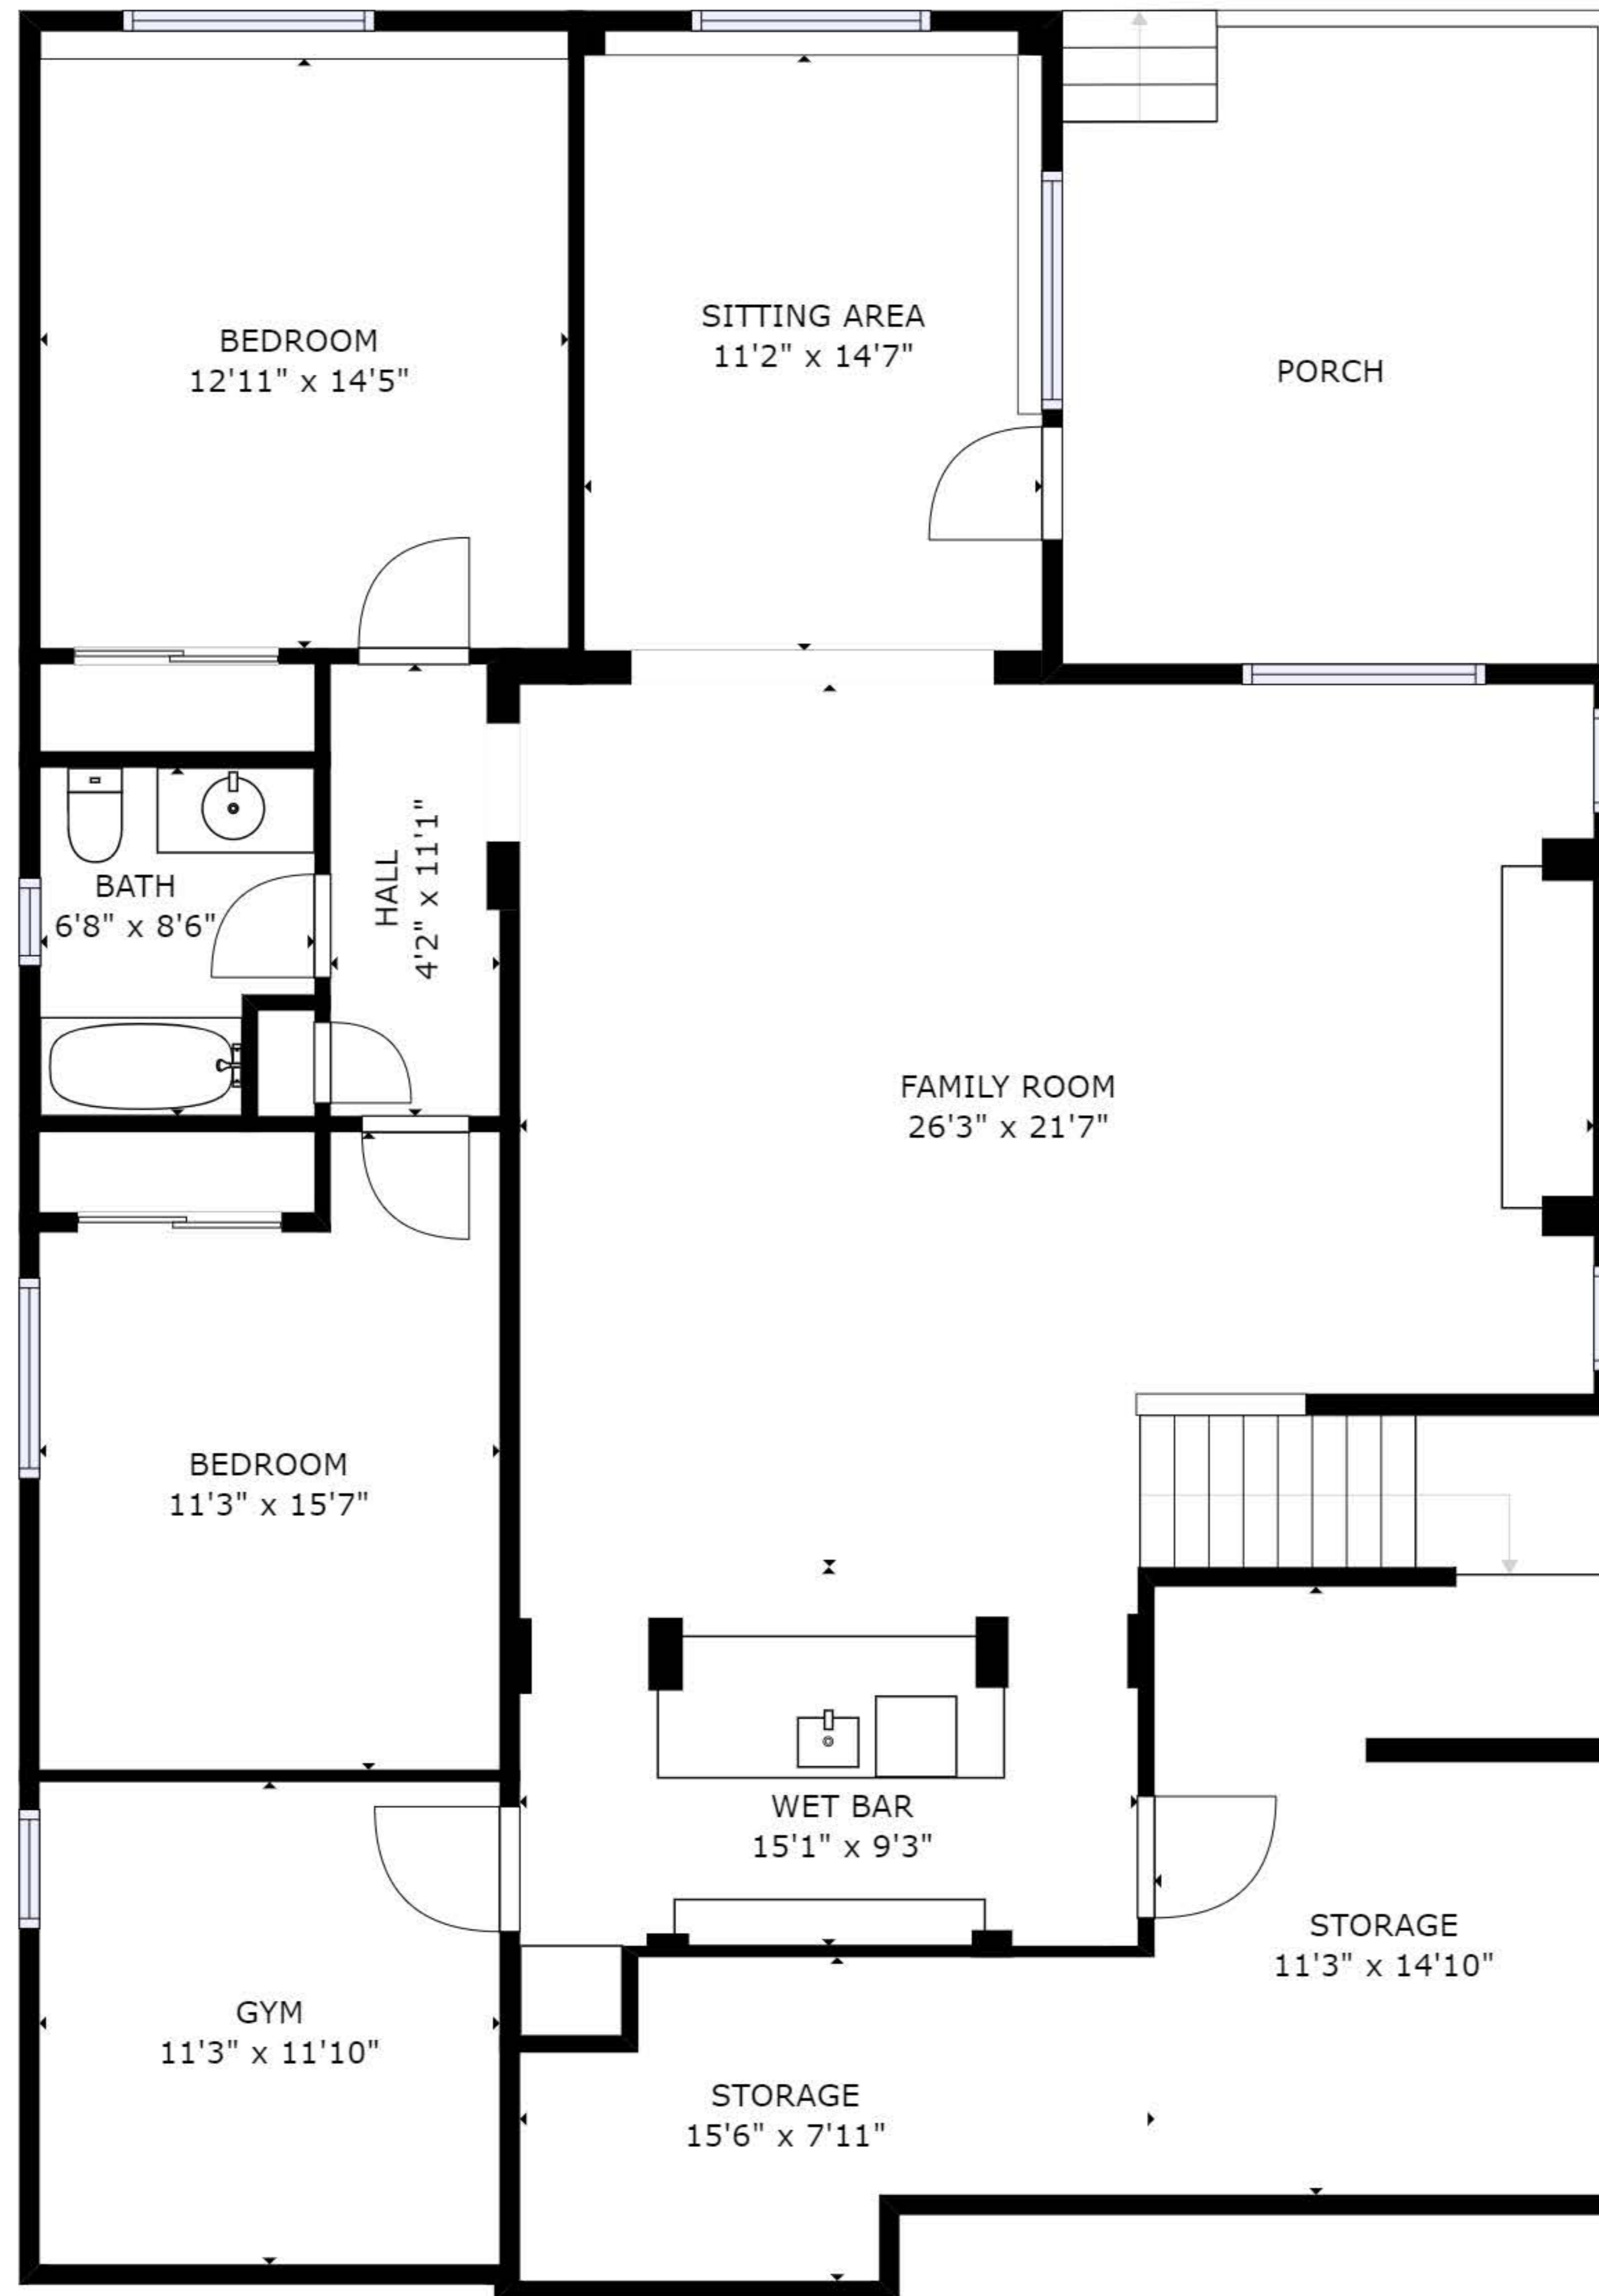 BEDROOM
12'11" x 14'5"
SITTING AREA
11'2" x 14'7"
PORCH
BATH
6'8" x 8'6"
HALL
4'2" x 11'1"
FAMILY ROOM
26'3" x 21'7"
BEDROOM
11'3" x 15'7"
WET BAR
15'1" x 9'3"
STORAGE
11'3" x 14'10"
GYM
11'3" x 11'10"
STORAGE
15'6" x 7'11"